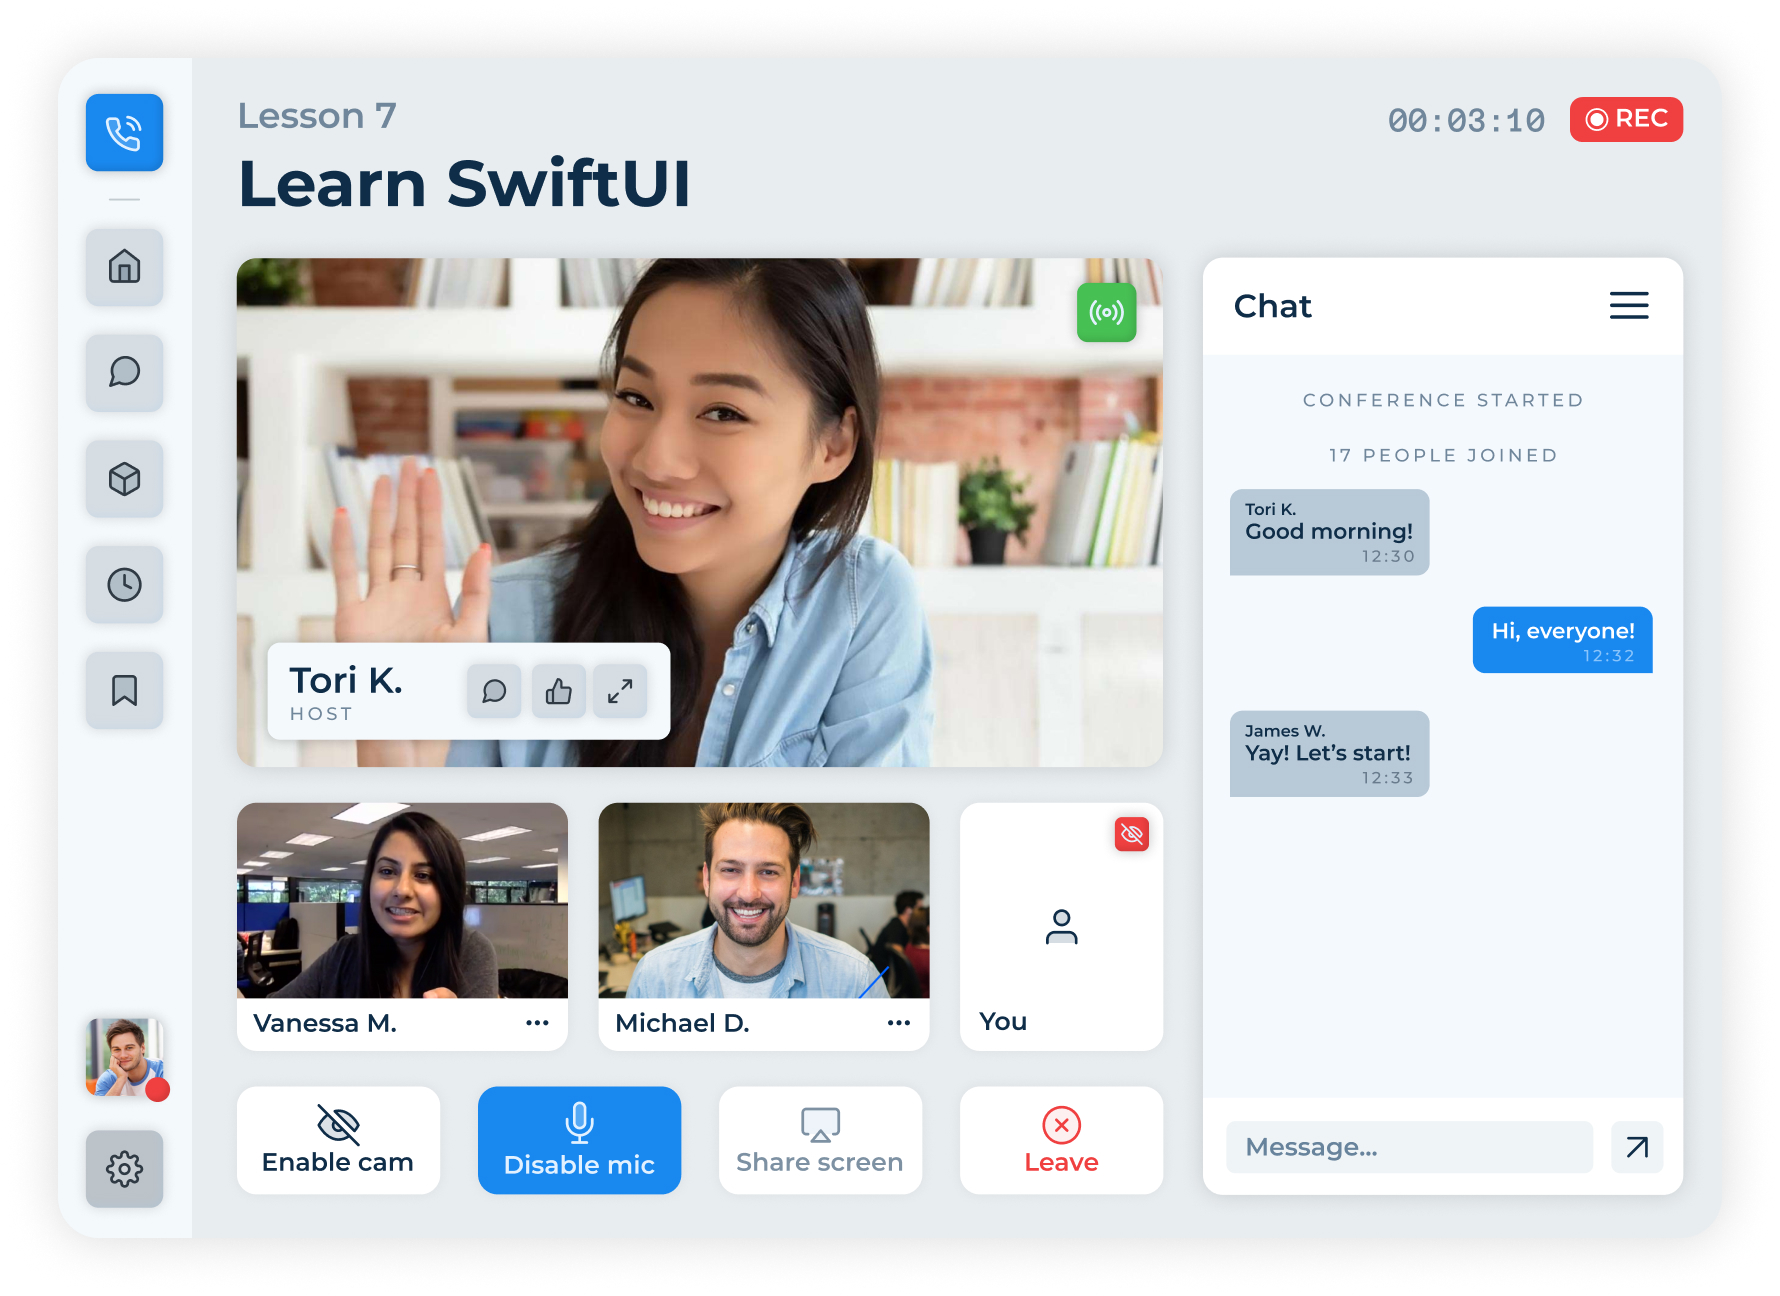 Lesson 7
Learn SwiftUI
00:03:10
REC
Tori K.
HOST
Vanessa M.
Michael D.
You
Enable cam
Disable mic
Share screen
Leave
Chat
CONFERENCE STARTED
17 PEOPLE JOINED
Tori K.
Good morning!
12:30
Hi, everyone!
12:32
James W.
Yay! Let’s start!
12:33
Message...